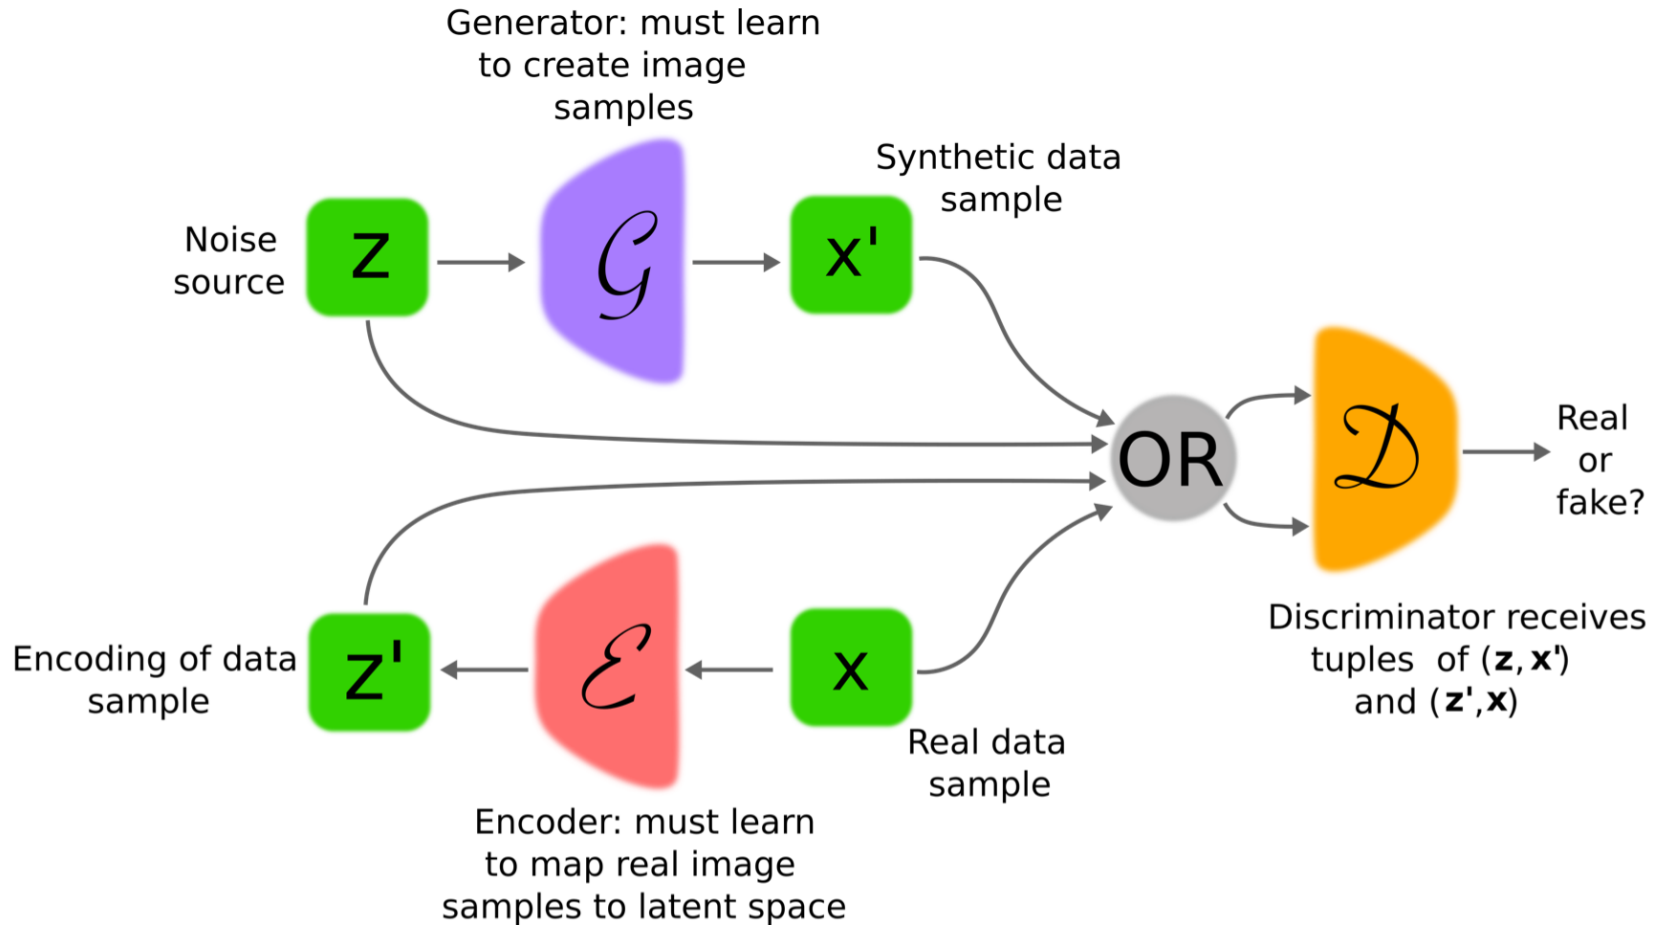 Generator: must learn
to create image
samples
Synthetic data
sample
Noise
source
z
G
x'
OR
D
Real
or
fake?
Encoding of data
sample
z'
E
x
Real data
sample
Discriminator receives
tuples of (z, x')
and (z',x)
Encoder: must learn
to map real image
samples to latent space